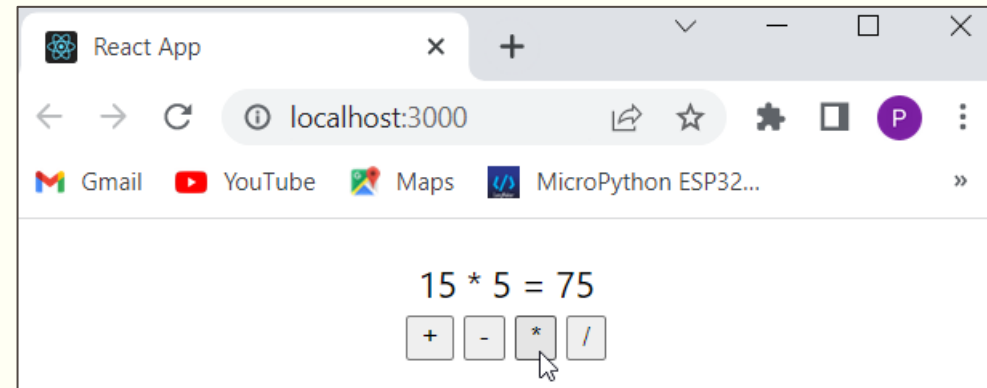 React App
localhost:3000
P
Gmail YouTube Maps MicroPython ESP32... »
15 * 5 = 75
+ - * /